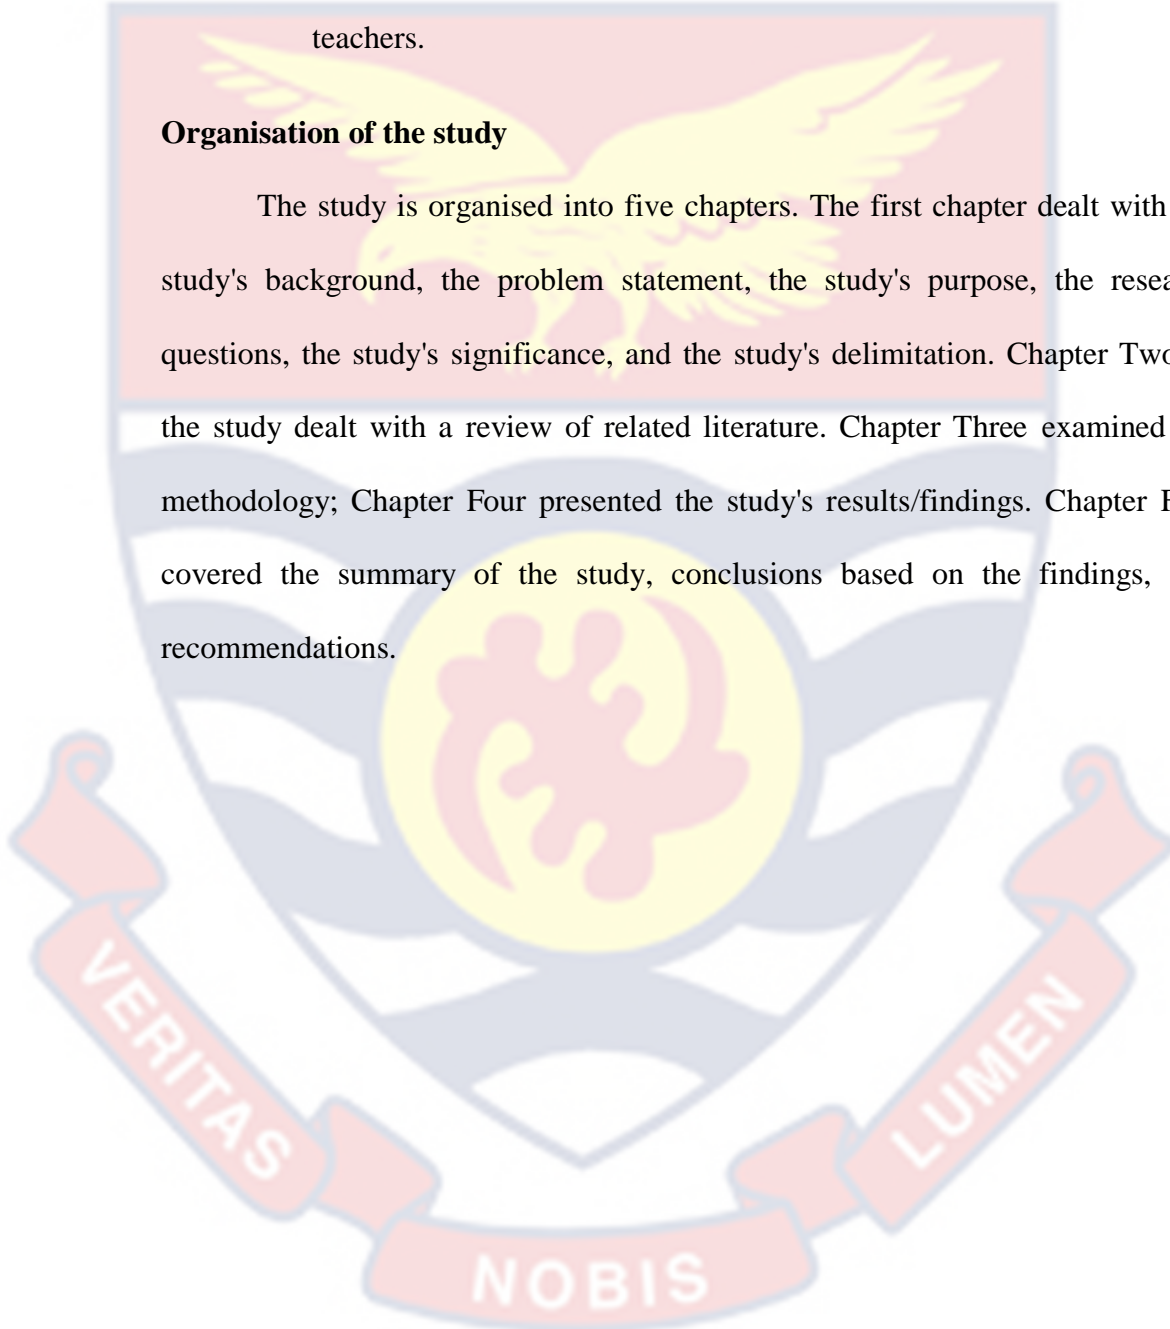 teachers.
Organisation of the study
The study is organised into five chapters. The first chapter dealt with
study's background, the problem statement, the study's purpose, the resea
questions, the study's significance, and the study's delimitation. Chapter Two
the study dealt with a review of related literature. Chapter Three examined
methodology; Chapter Four presented the study's results/findings. Chapter F
covered the summary of the study, conclusions based on the findings,
recommendations.
VERITAS
NOBIS
LUMEN